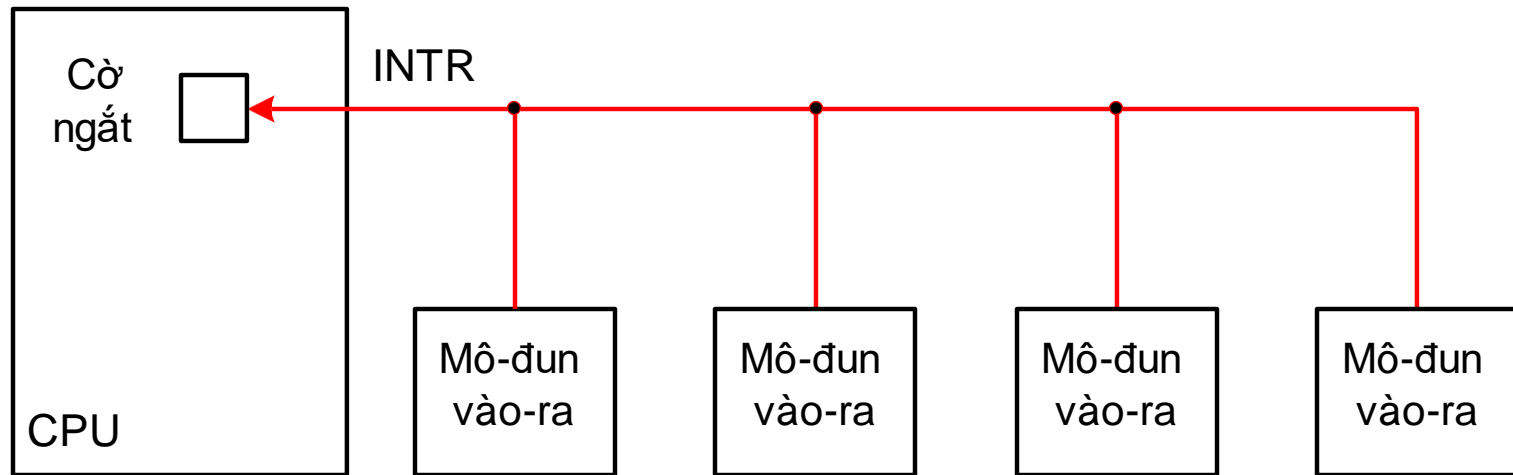 Cờ
ngắt
INTR
CPU
Mô-đun
vào-ra
Mô-đun
vào-ra
Mô-đun
vào-ra
Mô-đun
vào-ra